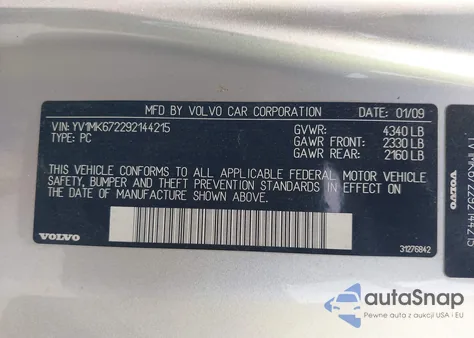 MFD BY VOLVO CAR CORPORATION DATE: 01/09
VIN: YV1MK672292144215 GVWR: 4340 LB
TYPE: PC GAWR FRONT: 2330 LB
GAWR REAR: 2160 LB
THIS VEHICLE CONFORMS TO ALL APPLICABLE FEDERAL MOTOR VEHICLE
SAFETY, BUMPER AND THEFT PREVENTION STANDARDS IN EFFECT ON
THE DATE OF MANUFACTURE SHOWN ABOVE.
VOLVO 31276842
VOLVO
1V1MK672292144215
autoSnap
Pewne auta z aukcji USA i EU